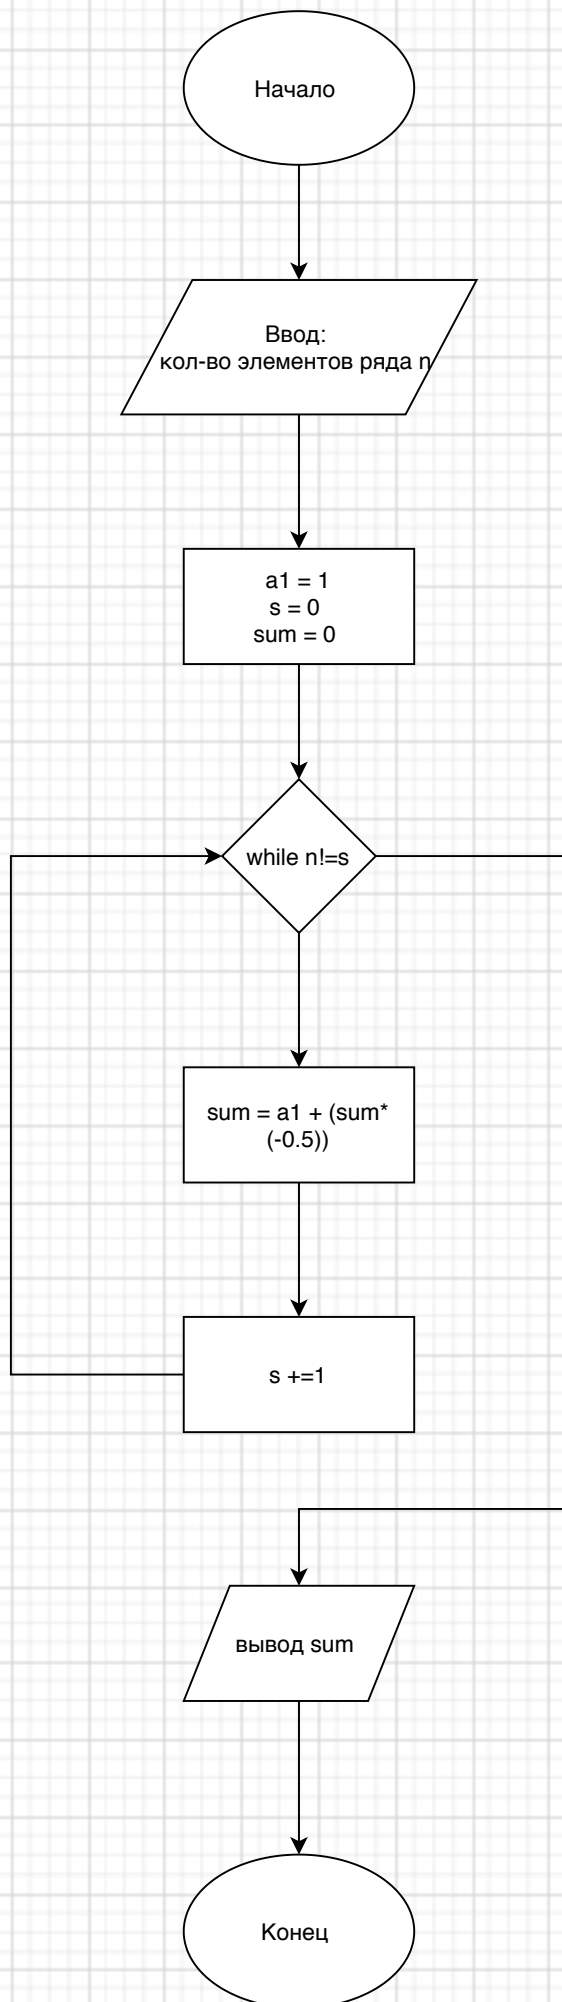 Начало
Ввод:
кол-во элементов ряда n
a1 = 1
s = 0
sum = 0
while n!=s
sum = a1 + (sum*
(-0.5))
s +=1
вывод sum
Конец